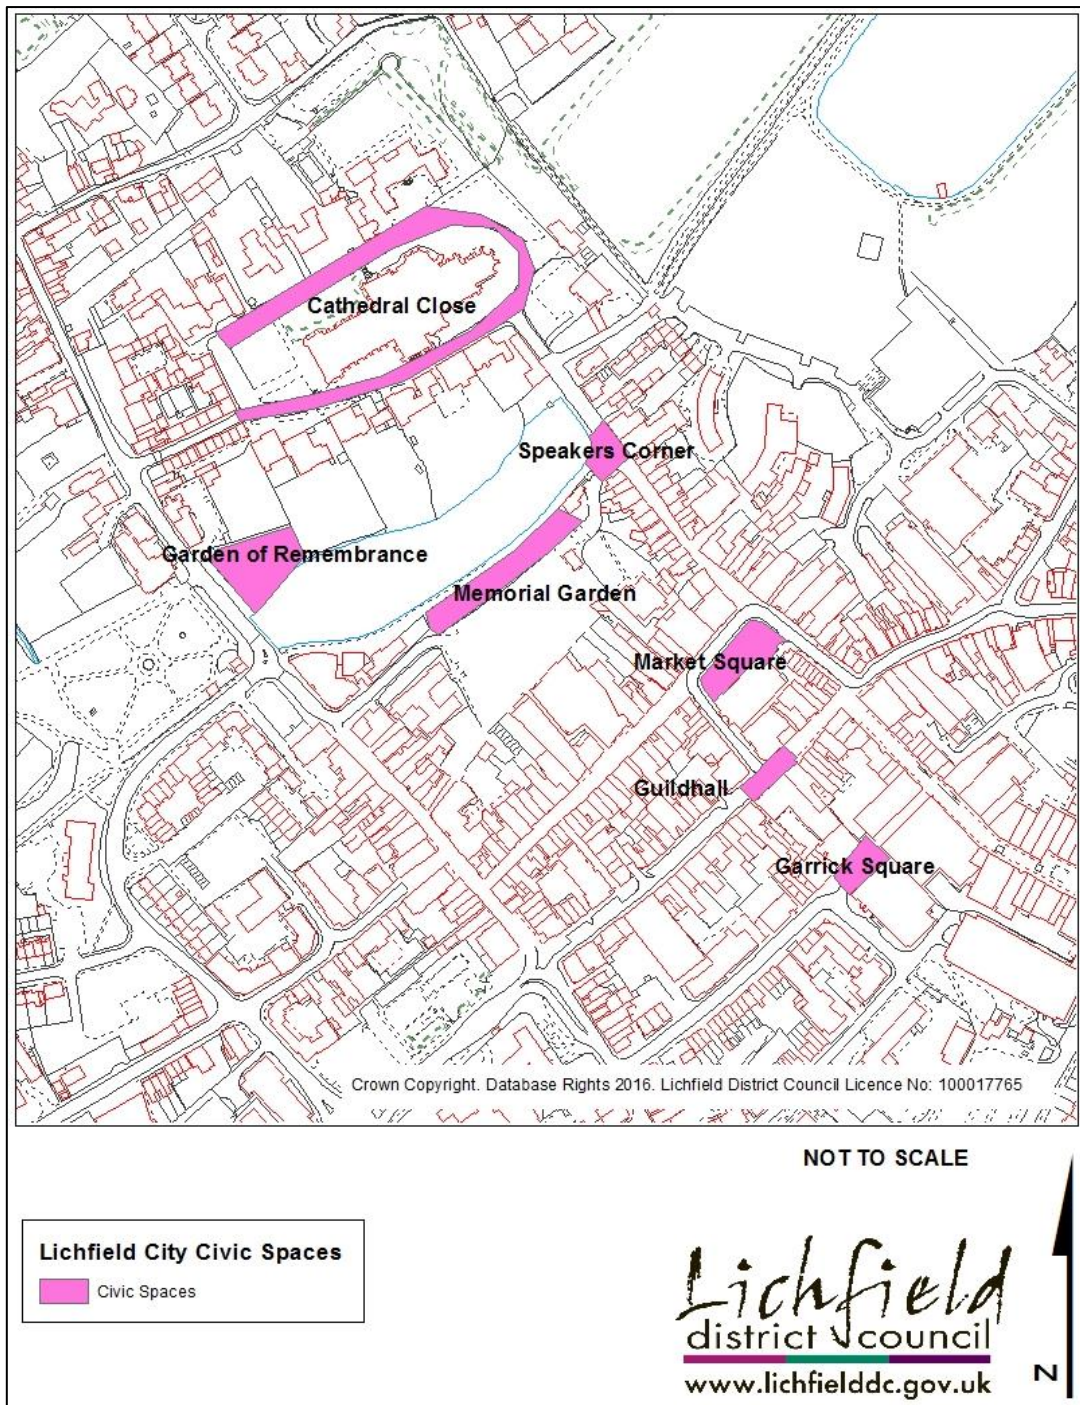 Cathedral Close
Speakers Corner
Garden of Remembrance
Memorial Garden
Market Square
Guildhall
Garrick Square
Crown Copyright. Database Rights 2016. Lichfield District Council Licence No: 100017765
NOT TO SCALE
Lichfield City Civic Spaces
Civic Spaces
Lichfield
district council
www.lichfielddc.gov.uk
N